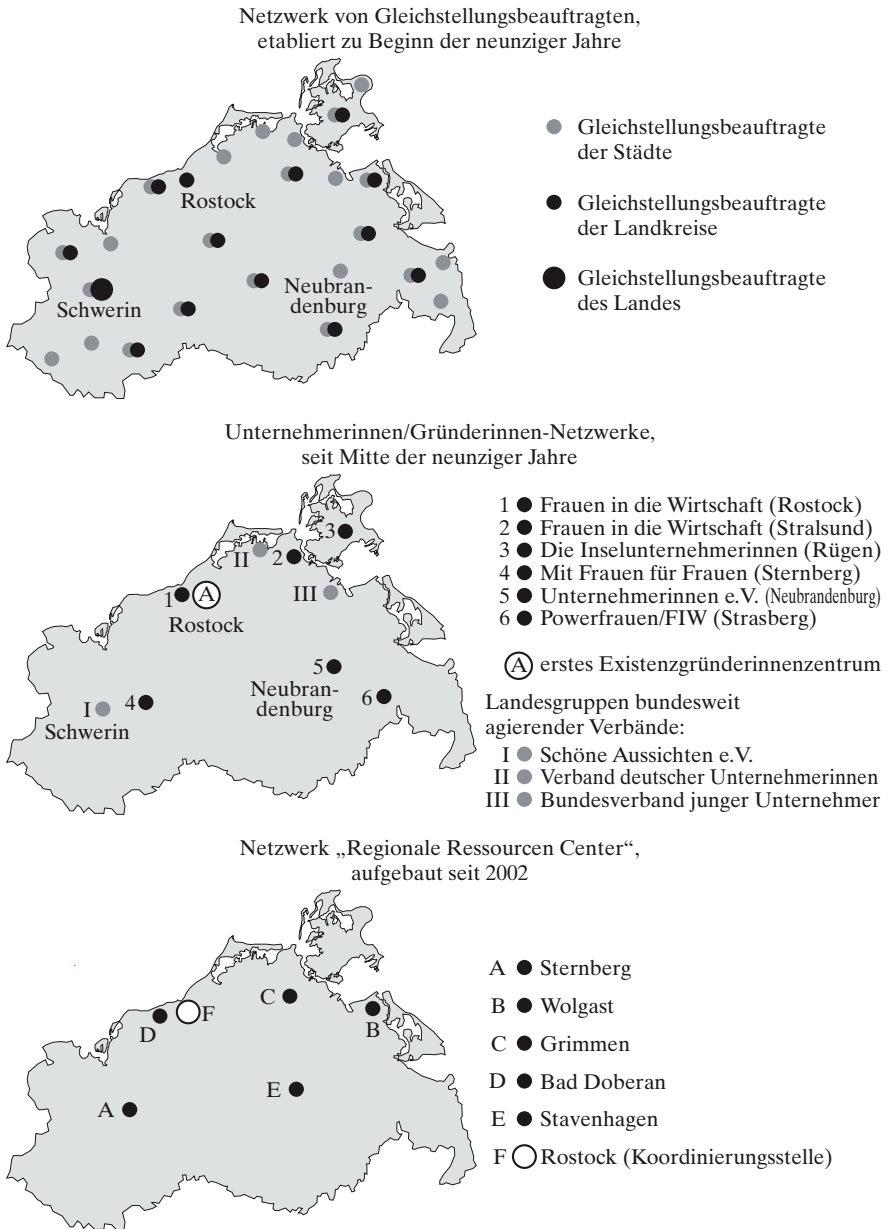 Netzwerk von Gleichstellungsbeauftragten,
etabliert zu Beginn der neunziger Jahre
Gleichstellungsbeauftragte
der Städte
Gleichstellungsbeauftragte
der Landkreise
Gleichstellungsbeauftragte
des Landes
Rostock
Schwerin
Neubran-
denburg
Unternehmerinnen/Gründerinnen-Netzwerke,
seit Mitte der neunziger Jahre
3
II
2
1
A
III
Rostock
5
Neubran-
denburg
6
4
I
Schwerin
1 Frauen in die Wirtschaft (Rostock)
2 Frauen in die Wirtschaft (Stralsund)
3 Die Inselunternehmerinnen (Rügen)
4 Mit Frauen für Frauen (Sternberg)
5 Unternehmerinnen e.V. (Neubrandenburg)
6 Powerfrauen/FIW (Strasberg)
A erstes Existenzgründerinnenzentrum
Landesgruppen bundesweit
agierender Verbände:
I Schöne Aussichten e.V.
II Verband deutscher Unternehmerinnen
III Bundesverband junger Unternehmer
Netzwerk „Regionale Ressourcen Center“,
aufgebaut seit 2002
C
F
D
B
E
A
A Sternberg
B Wolgast
C Grimmen
D Bad Doberan
E Stavenhagen
F Rostock (Koordinierungsstelle)